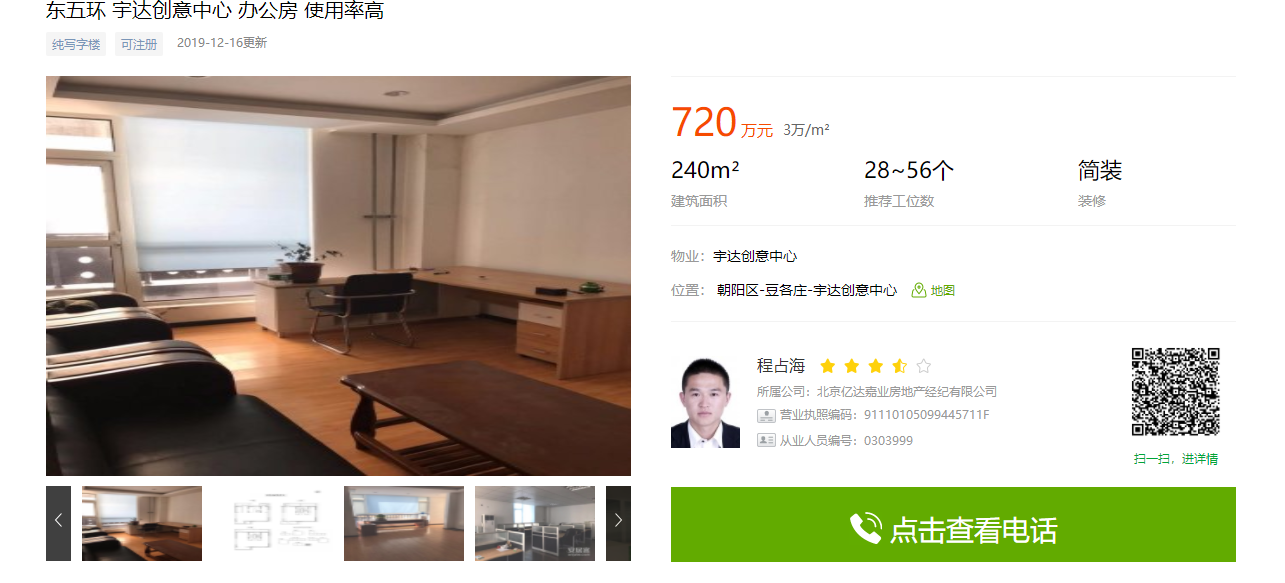 东五环 宇达创意中心 办公房 使用率高
纯写字楼 可注册 2019-12-16更新
720 万元 3万/m²
240m² 28~56个 简装
建筑面积 推荐工位数 装修
物业： 宇达创意中心
位置： 朝阳区-豆各庄-宇达创意中心 地图
程占海
所属公司： 北京亿达嘉业房地产经纪有限公司
营业执照编码： 91110105099445711F
从业人员编号： 0303999
扫一扫，进详情
点击查看电话